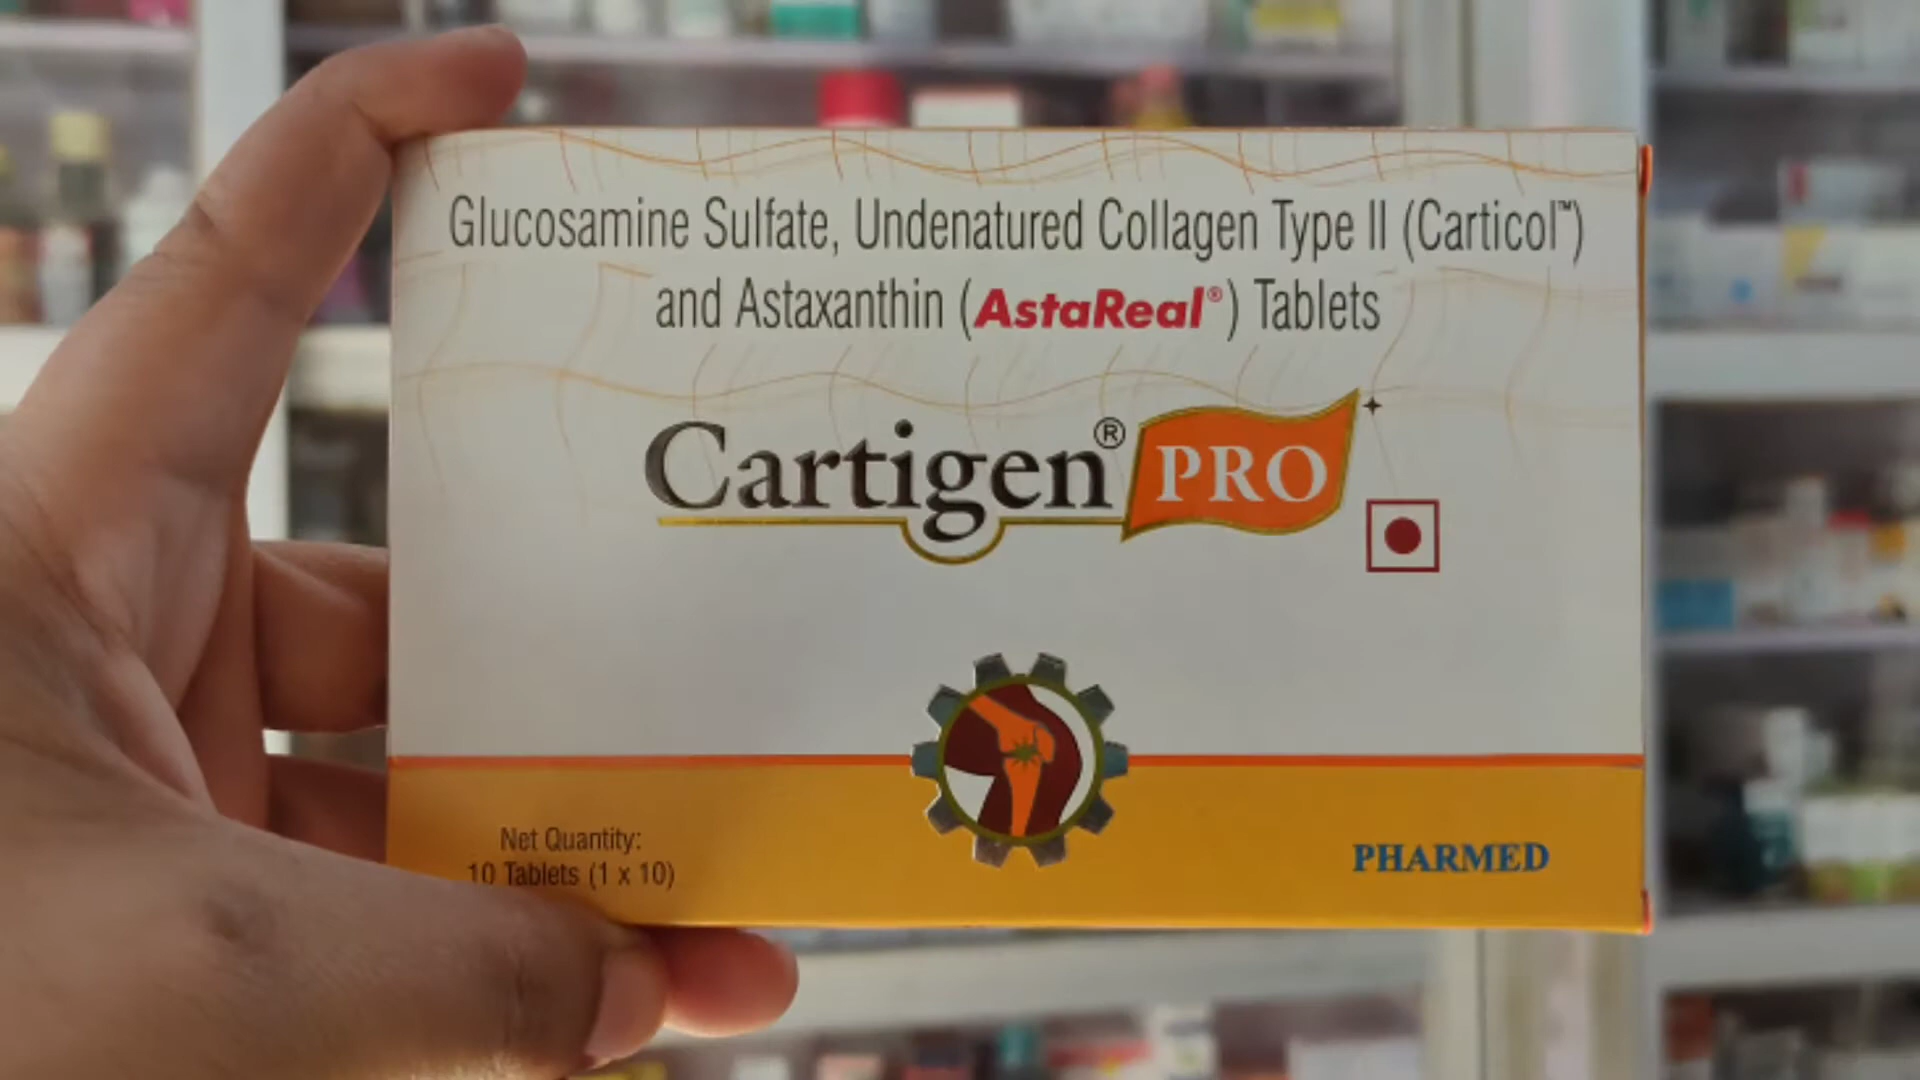 Glucosamine Sulfate, Undenatured Collagen Type II (Carticol™)
and Astaxanthin (AstaReal®) Tablets
Cartigen® PRO
Net Quantity:
10 Tablets (1 x 10)
PHARMED